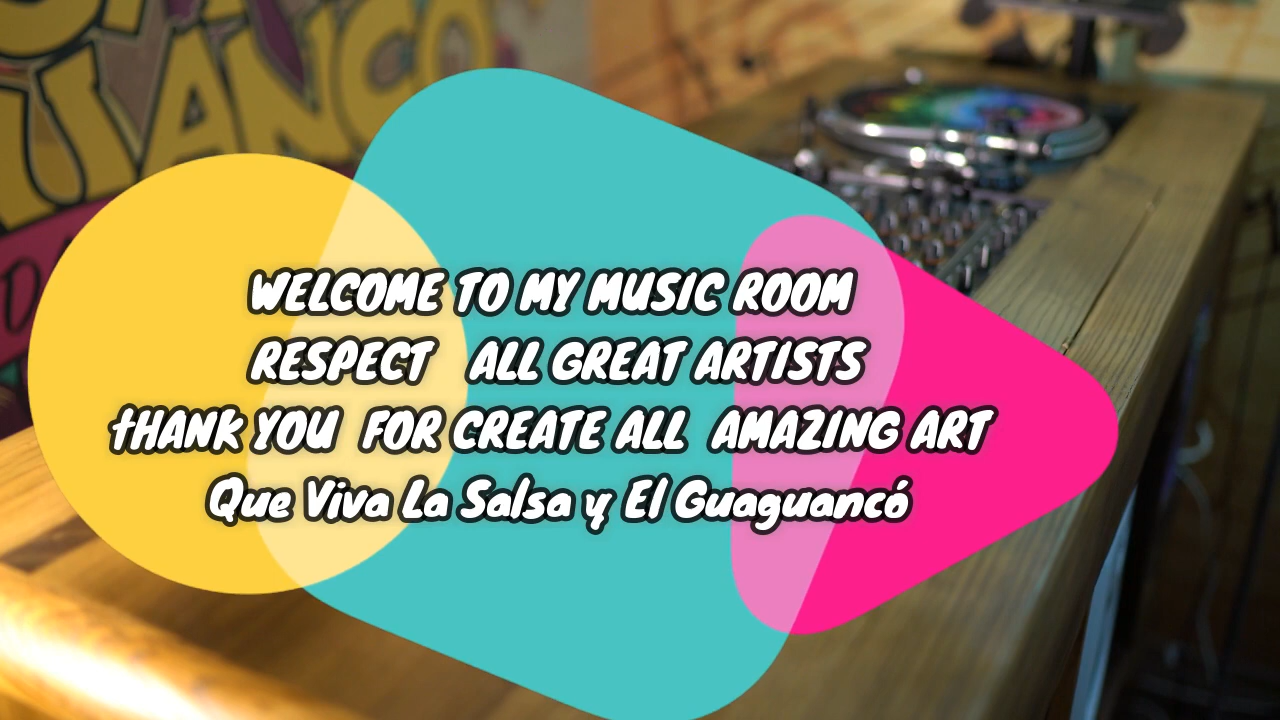 WELCOME TO MY MUSIC ROOM
RESPECT ALL GREAT ARTISTS
tHANK YOU FOR CREATE ALL AMAZING ART
Que Viva La Salsa y El Guaguancó